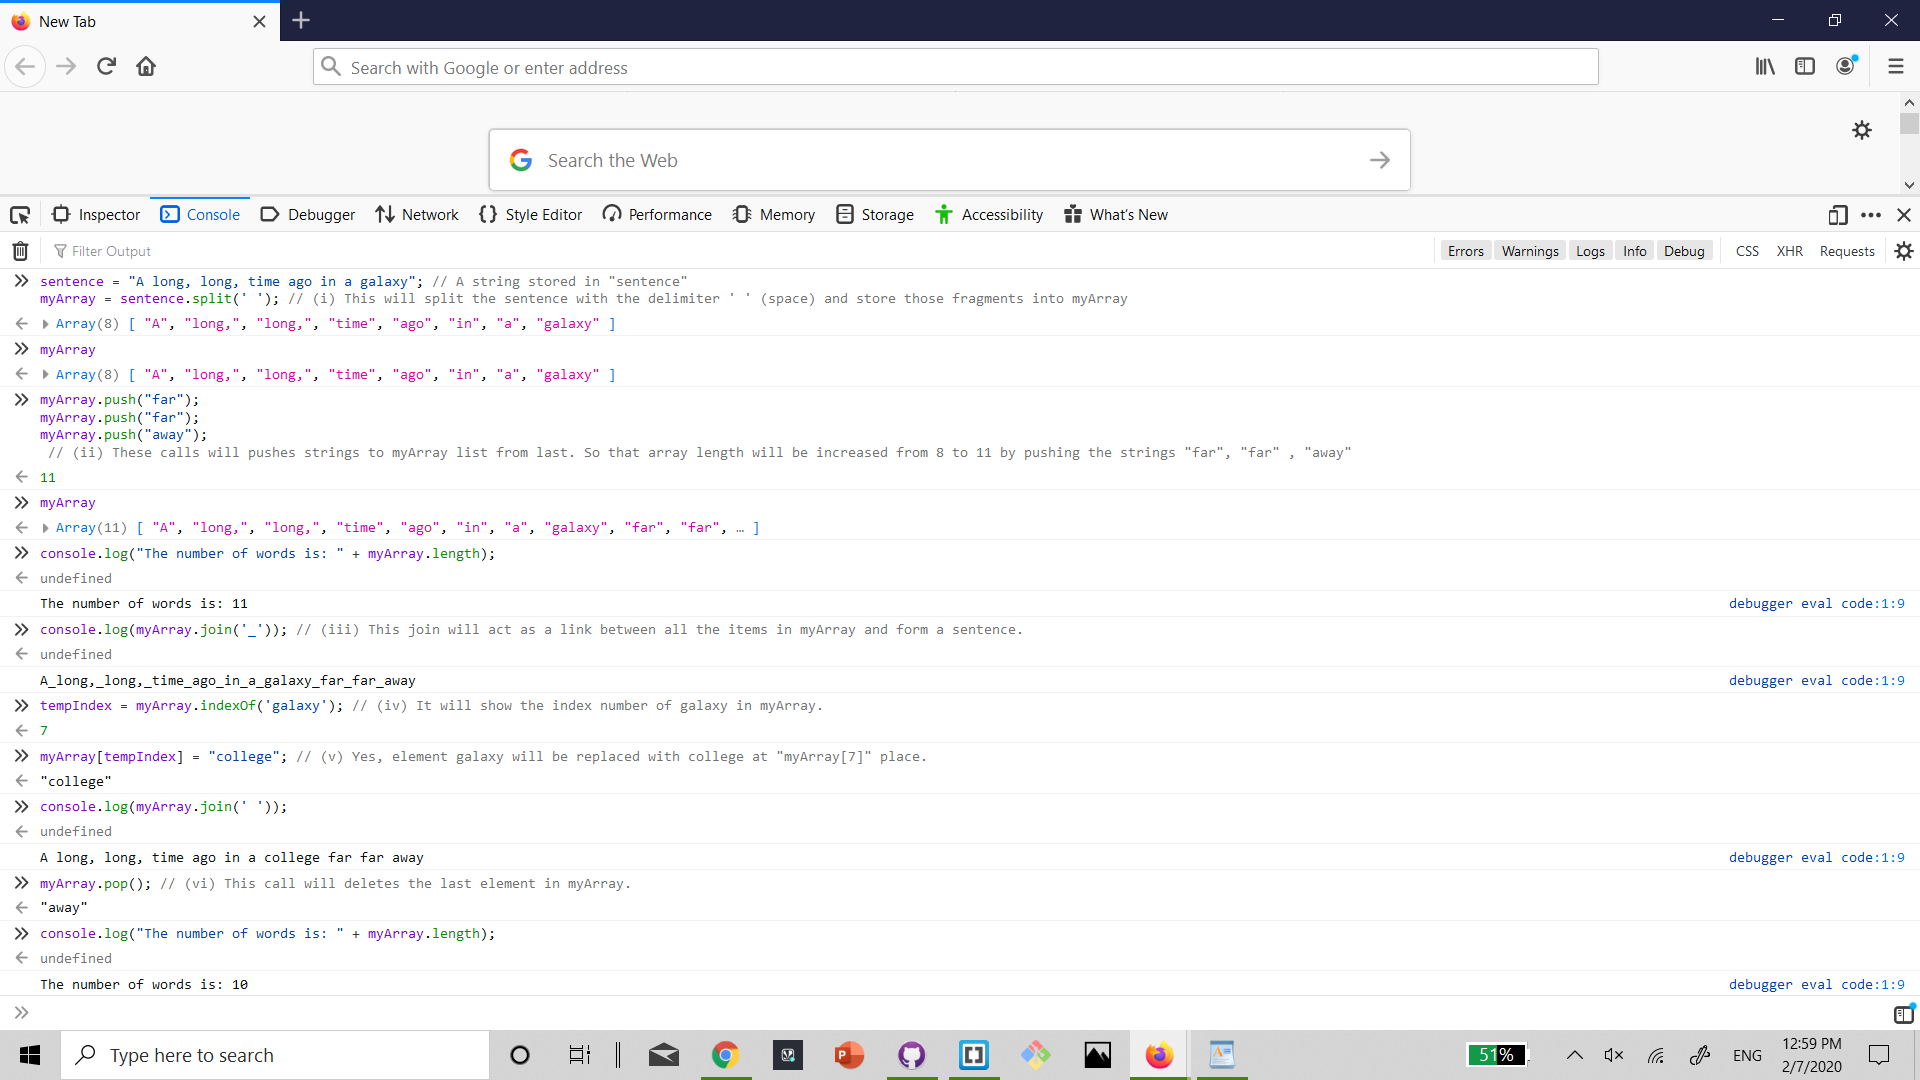 New Tab
Search with Google or enter address
Search the Web
Inspector Console Debugger Network Style Editor Performance Memory Storage Accessibility What's New
Filter Output Errors Warnings Logs Info Debug CSS XHR Requests
sentence = "A long, long, time ago in a galaxy"; // A string stored in "sentence"
myArray = sentence.split(' '); // (i) This will split the sentence with the delimiter ' ' (space) and store those fragments into myArray
Array(8) [ "A", "long,", "long,", "time", "ago", "in", "a", "galaxy" ]
myArray
Array(8) [ "A", "long,", "long,", "time", "ago", "in", "a", "galaxy" ]
myArray.push("far");
myArray.push("far");
myArray.push("away");
// (ii) These calls will pushes strings to myArray list from last. So that array length will be increased from 8 to 11 by pushing the strings "far", "far" , "away"
11
myArray
Array(11) [ "A", "long,", "long,", "time", "ago", "in", "a", "galaxy", "far", "far", … ]
console.log("The number of words is: " + myArray.length);
undefined
The number of words is: 11 debugger eval code:1:9
console.log(myArray.join('_')); // (iii) This join will act as a link between all the items in myArray and form a sentence.
undefined
A_long,_long,_time_ago_in_a_galaxy_far_far_away debugger eval code:1:9
tempIndex = myArray.indexOf('galaxy'); // (iv) It will show the index number of galaxy in myArray.
7
myArray[tempIndex] = "college"; // (v) Yes, element galaxy will be replaced with college at "myArray[7]" place.
"college"
console.log(myArray.join(' '));
undefined
A long, long, time ago in a college far far away debugger eval code:1:9
myArray.pop(); // (vi) This call will deletes the last element in myArray.
"away"
console.log("The number of words is: " + myArray.length);
undefined
The number of words is: 10 debugger eval code:1:9
Type here to search 51% ENG 12:59 PM
2/7/2020